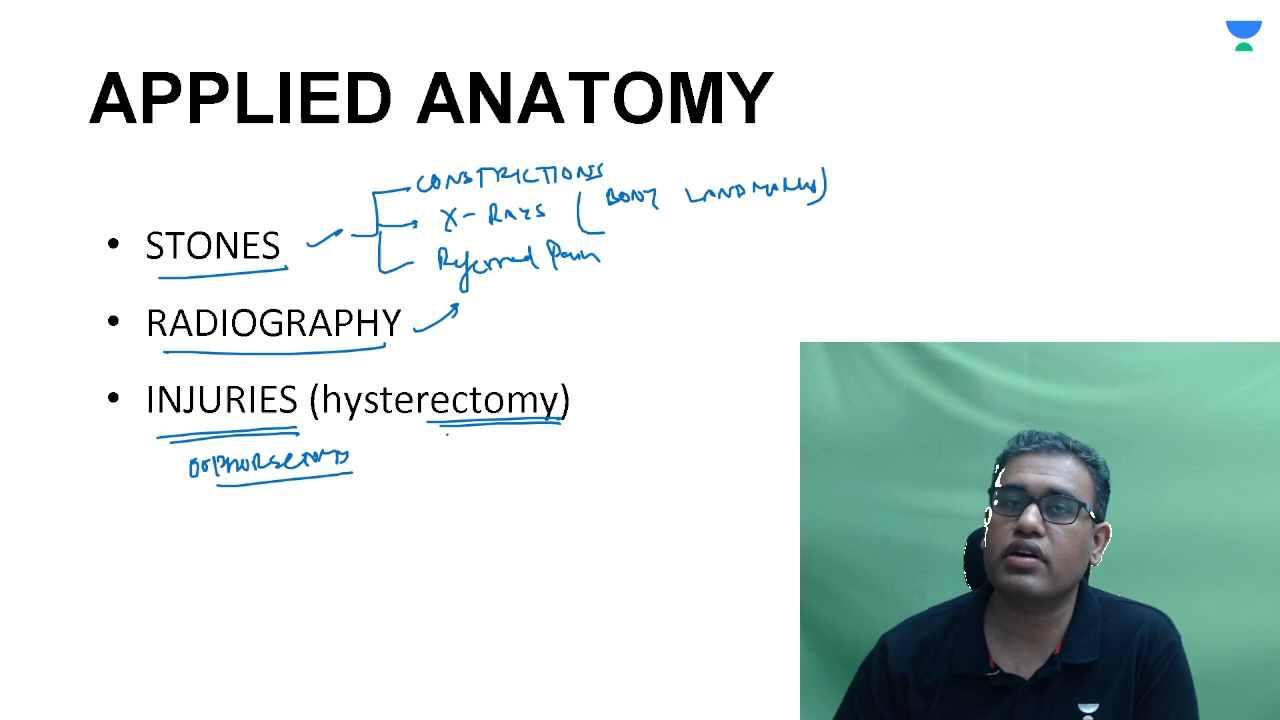 APPLIED ANATOMY
CONSTRICTIONS
X-RAYS (BONY LANDMARKS)
• STONES
Referred Pain
• RADIOGRAPHY
• INJURIES (hysterectomy)